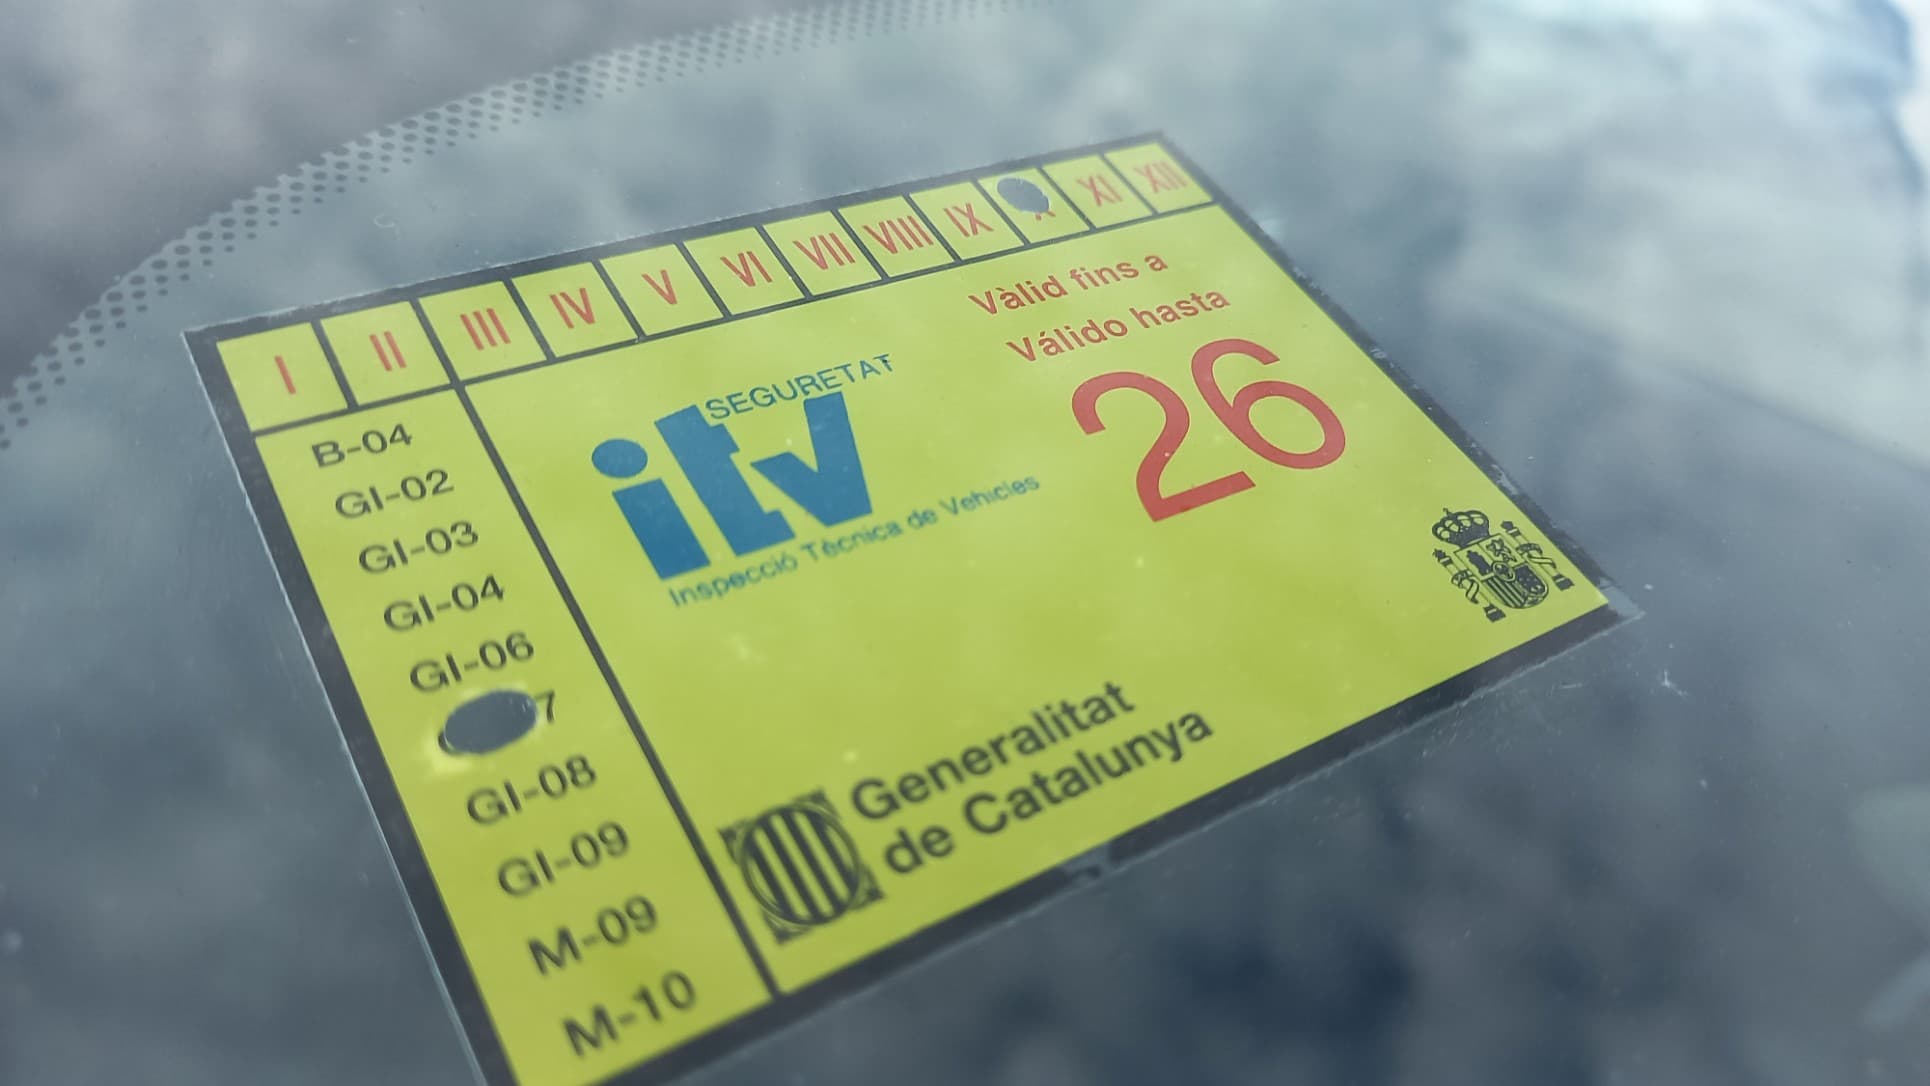 I II III IV V VI VII VIII IX X XI XII
Vàlid fins a
Válido hasta
26
SEGURETAT
itv
Inspecció Tècnica de Vehicles
B-04
GI-02
GI-03
GI-04
GI-06
7
GI-08
GI-09
M-09
M-10
Generalitat
de Catalunya